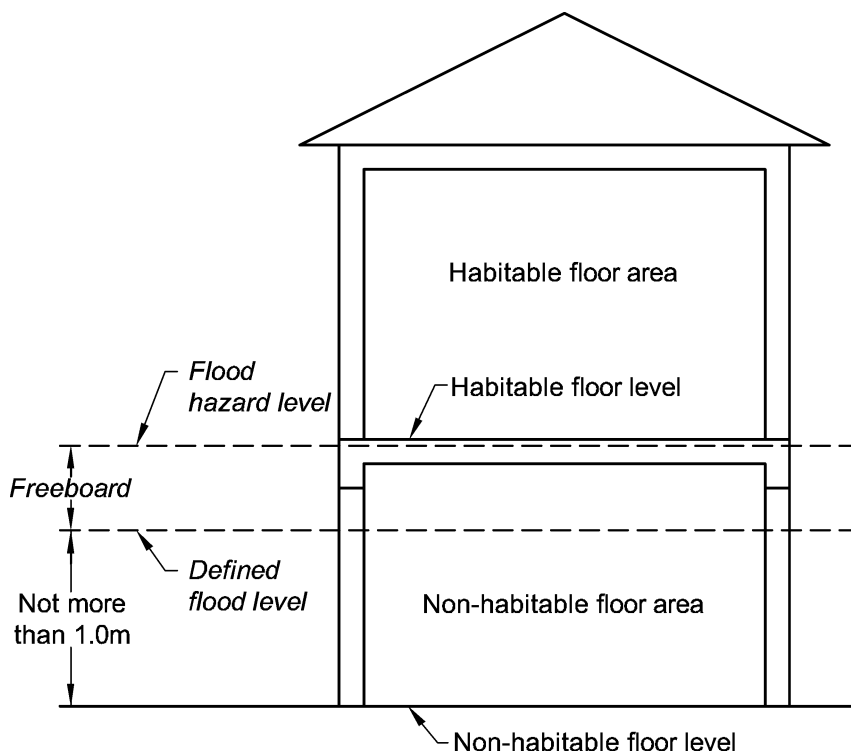 Habitable floor area
Flood
hazard level
Habitable floor level
Freeboard
Defined
flood level
Not more
than 1.0m
Non-habitable floor area
Non-habitable floor level